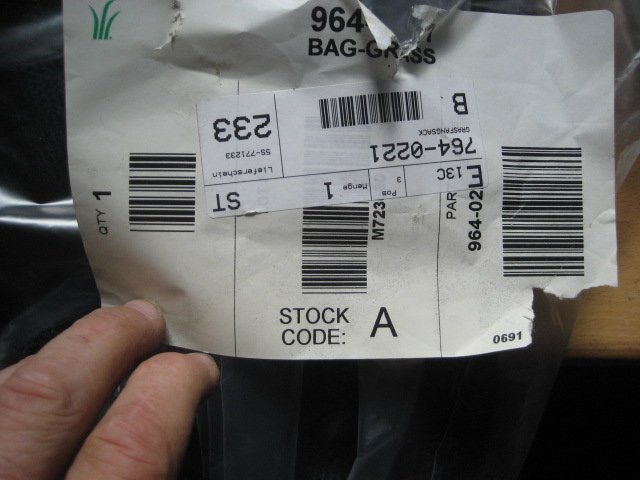 964
BAG-GRASS
QTY 1
M723
PAR
964-02
STOCK
CODE: A
0691
B
GRASFANGSACK
764-0221
E 13C
Pos
3
Menge
1
ST
Lieferschein
SS-771233
233